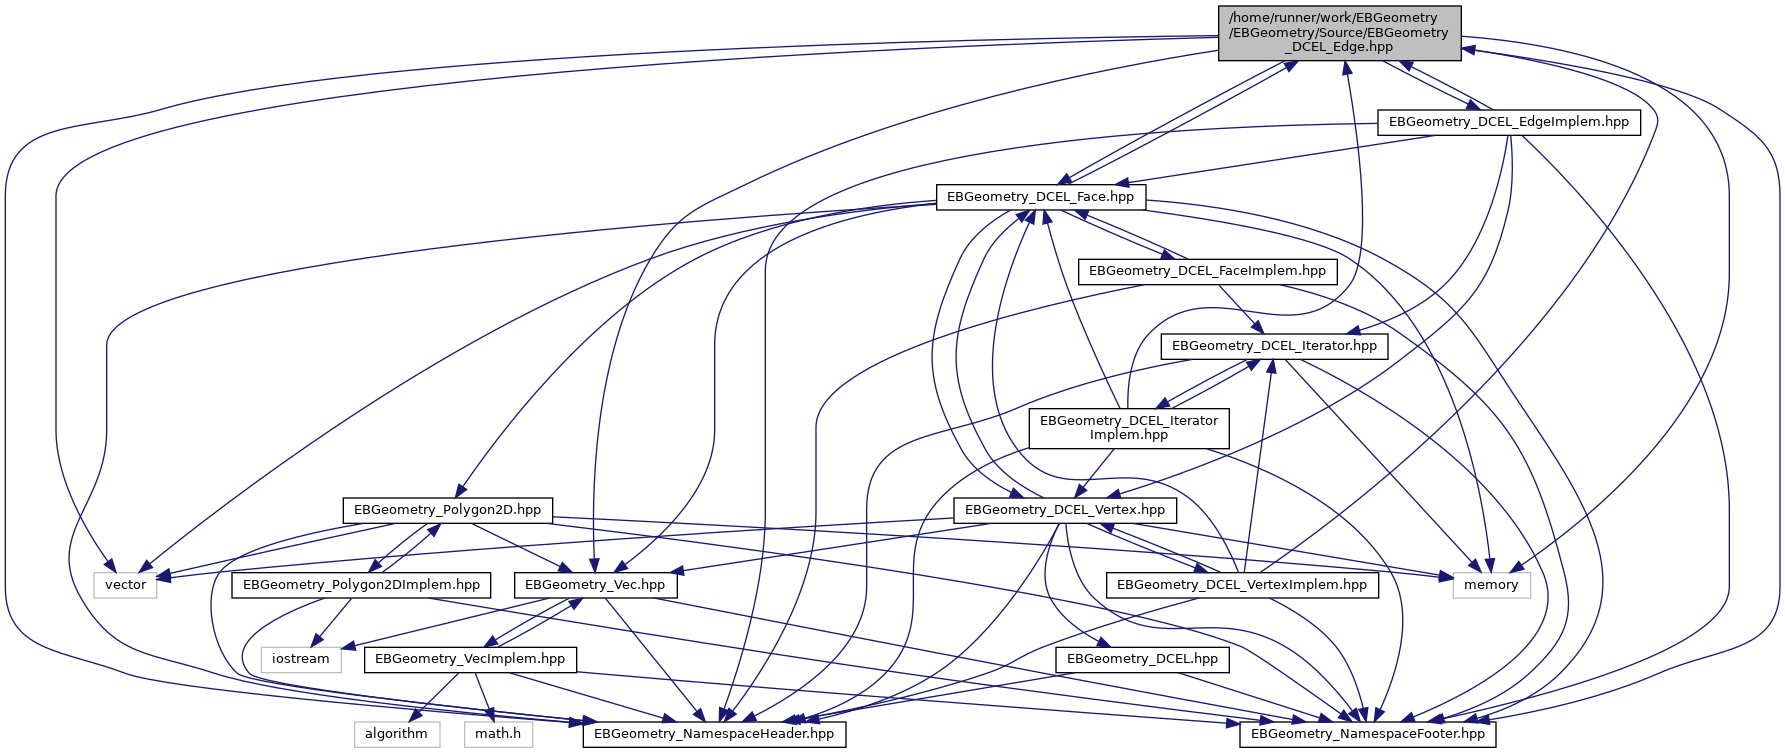 /home/runner/work/EBGeometry
/EBGeometry/Source/EBGeometry
_DCEL_Edge.hpp
EBGeometry_DCEL_EdgeImplem.hpp
EBGeometry_DCEL_Face.hpp
EBGeometry_DCEL_FaceImplem.hpp
EBGeometry_DCEL_Iterator.hpp
EBGeometry_DCEL_Iterator
Implem.hpp
EBGeometry_Polygon2D.hpp
EBGeometry_DCEL_Vertex.hpp
vector
EBGeometry_Polygon2DImplem.hpp
EBGeometry_Vec.hpp
EBGeometry_DCEL_VertexImplem.hpp
memory
iostream
EBGeometry_VecImplem.hpp
EBGeometry_DCEL.hpp
algorithm
math.h
EBGeometry_NamespaceHeader.hpp
EBGeometry_NamespaceFooter.hpp